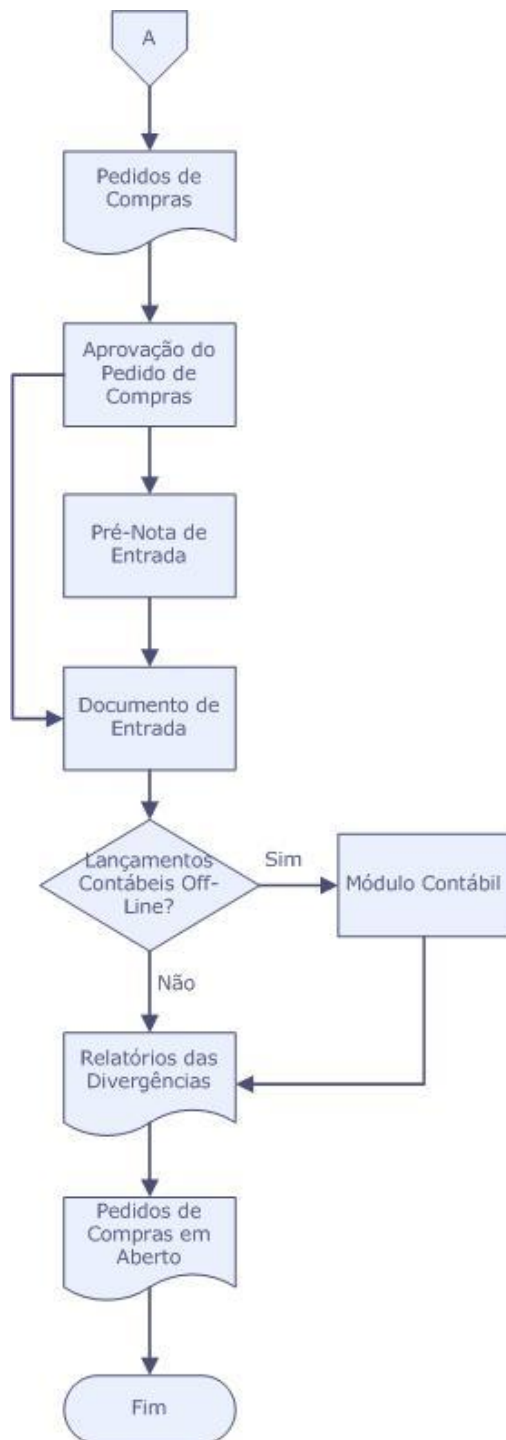 A
Pedidos de
Compras
Aprovação do
Pedido de
Compras
Pré-Nota de
Entrada
Documento de
Entrada
Lançamentos
Contábeis Off-
Line?
Sim
Módulo Contábil
Não
Relatórios das
Divergências
Pedidos de
Compras em
Aberto
Fim